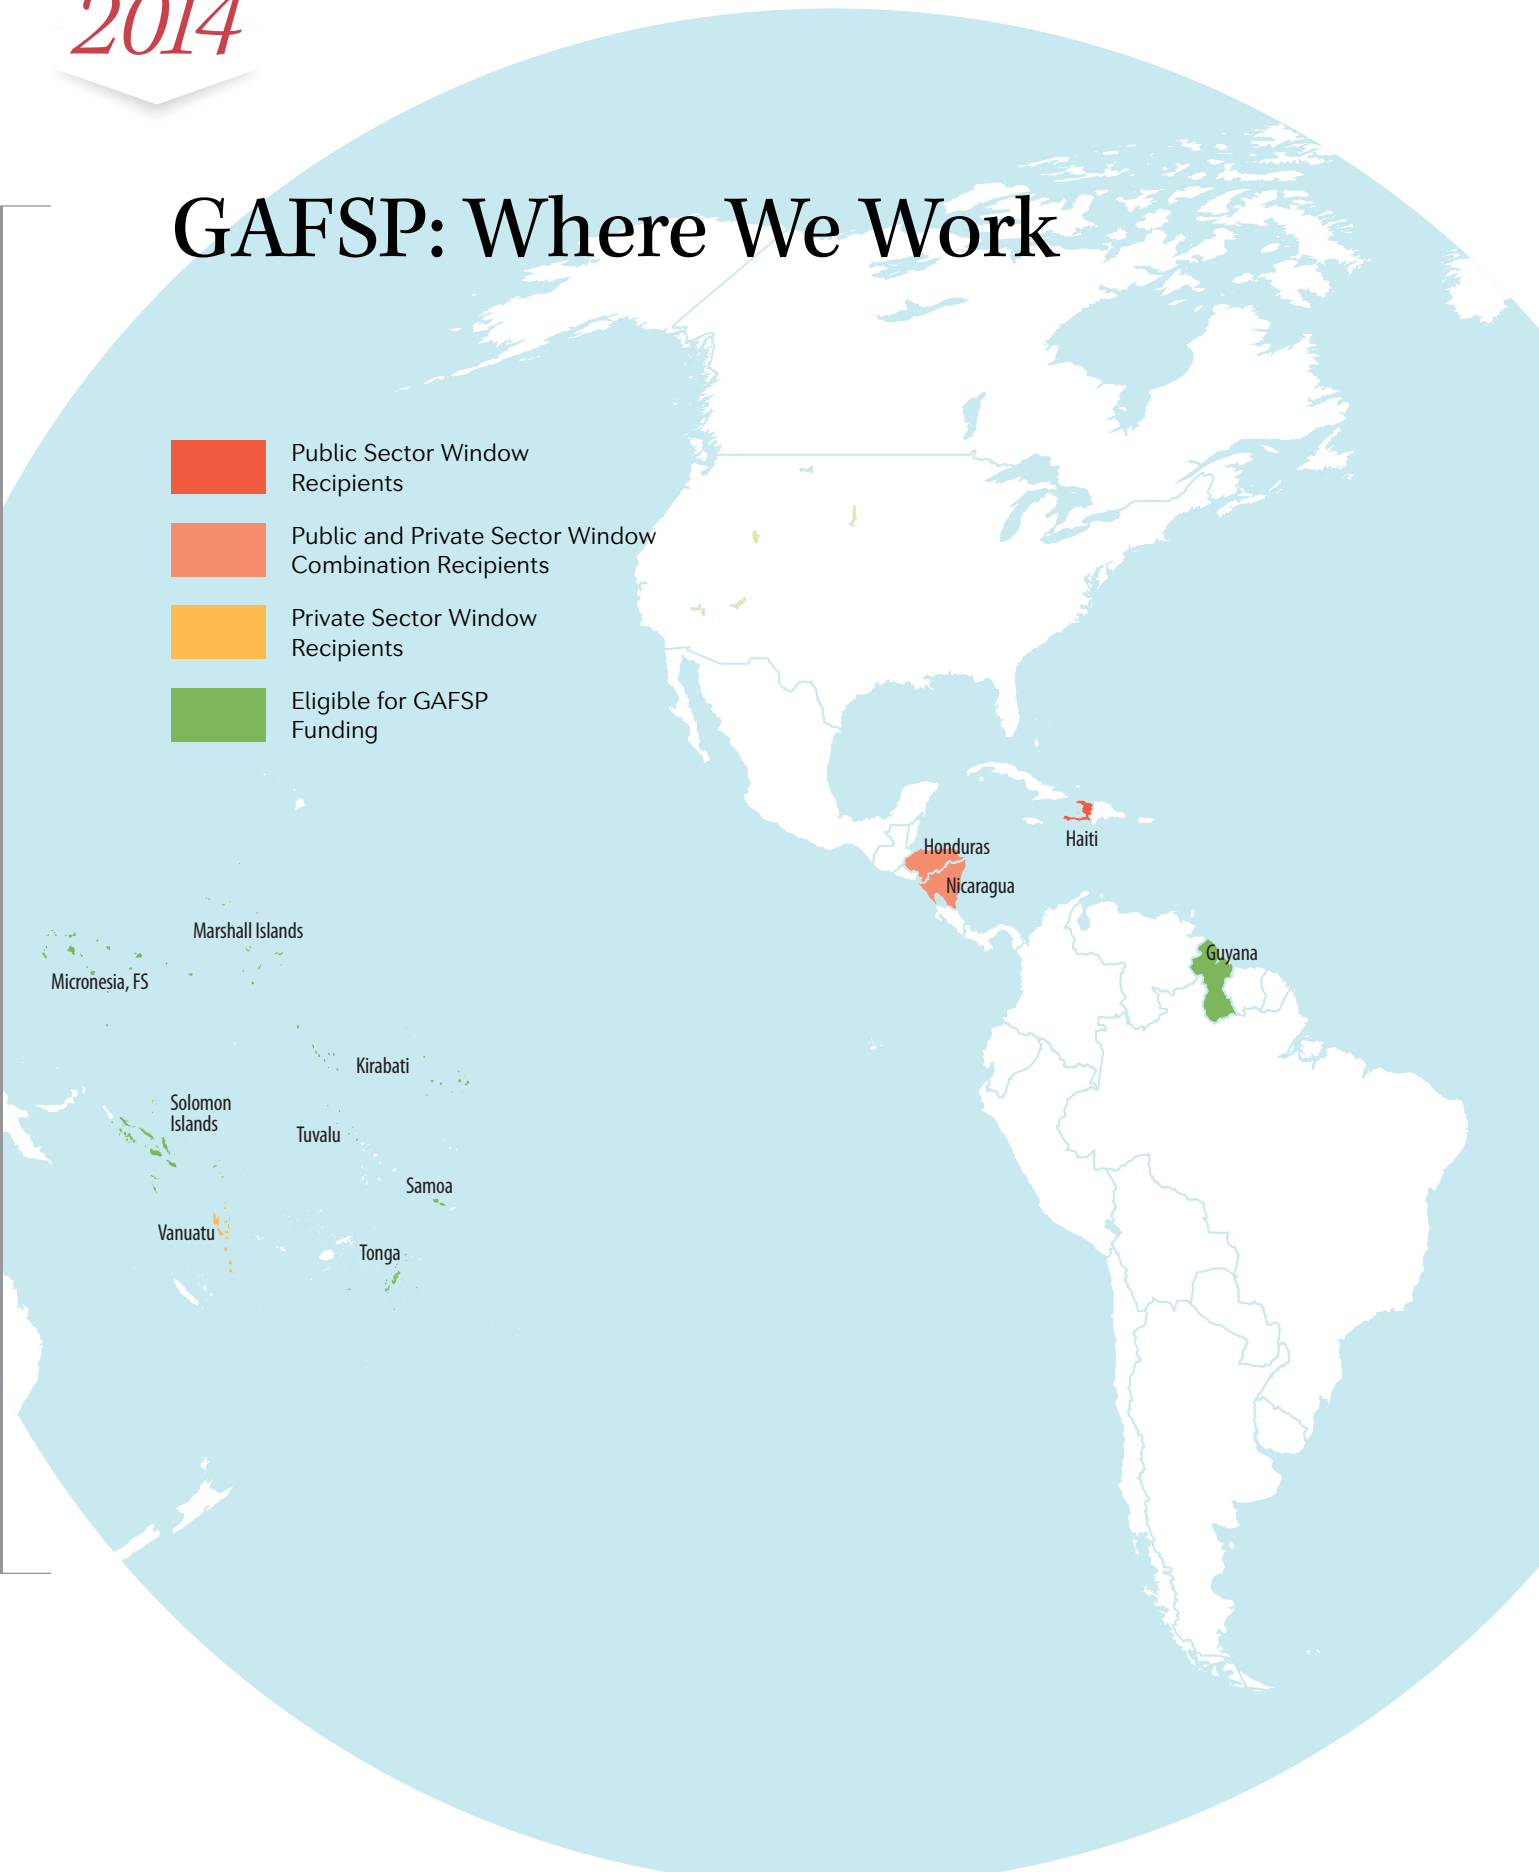 2014
GAFSP: Where We Work
Public Sector Window
Recipients
Public and Private Sector Window
Combination Recipients
Private Sector Window
Recipients
Eligible for GAFSP
Funding
Haiti
Honduras
Nicaragua
Marshall Islands
Guyana
Micronesia, FS
Kirabati
Solomon
Islands
Tuvalu
Samoa
Vanuatu
Tonga